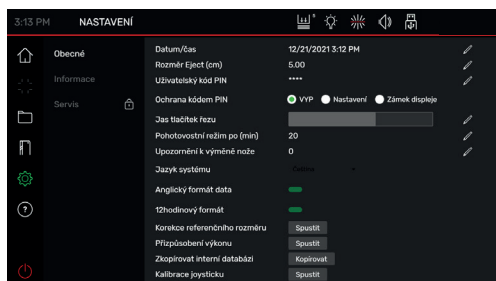 3:13 PM NASTAVENÍ
Obecné
Informace
Servis
Datum/čas 12/21/2021 3:12 PM
Rozměr Eject (cm) 5.00
Uživatelský kód PIN ****
Ochrana kódem PIN VYP Nastavení Zámek displeje
Jas tlačítek řezu
Pohotovostní režim po (min) 20
Upozornění k výměně nože 0
Jazyk systému Čeština
Anglický formát data
12hodinový formát
Korekce referenčního rozměru Spustit
Přizpůsobení výkonu Spustit
Zkopírovat interní databázi Kopírovat
Kalibrace joysticku Spustit